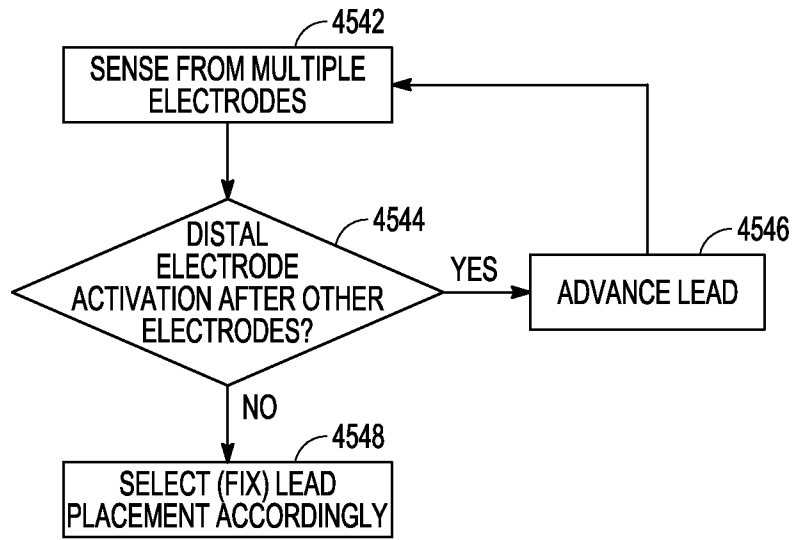 4542
SENSE FROM MULTIPLE
ELECTRODES
4544
DISTAL
ELECTRODE
ACTIVATION AFTER OTHER
ELECTRODES?
YES
4546
ADVANCE LEAD
NO
4548
SELECT (FIX) LEAD
PLACEMENT ACCORDINGLY